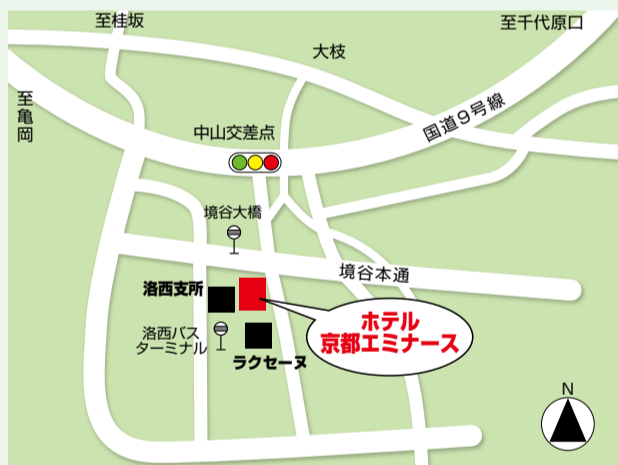 至桂坂
至千代原口
大枝
至亀岡
国道9号線
中山交差点
境谷大橋
境谷本通
洛西支所
ホテル
京都エミナース
洛西バス
ターミナル
ラクセーヌ
N